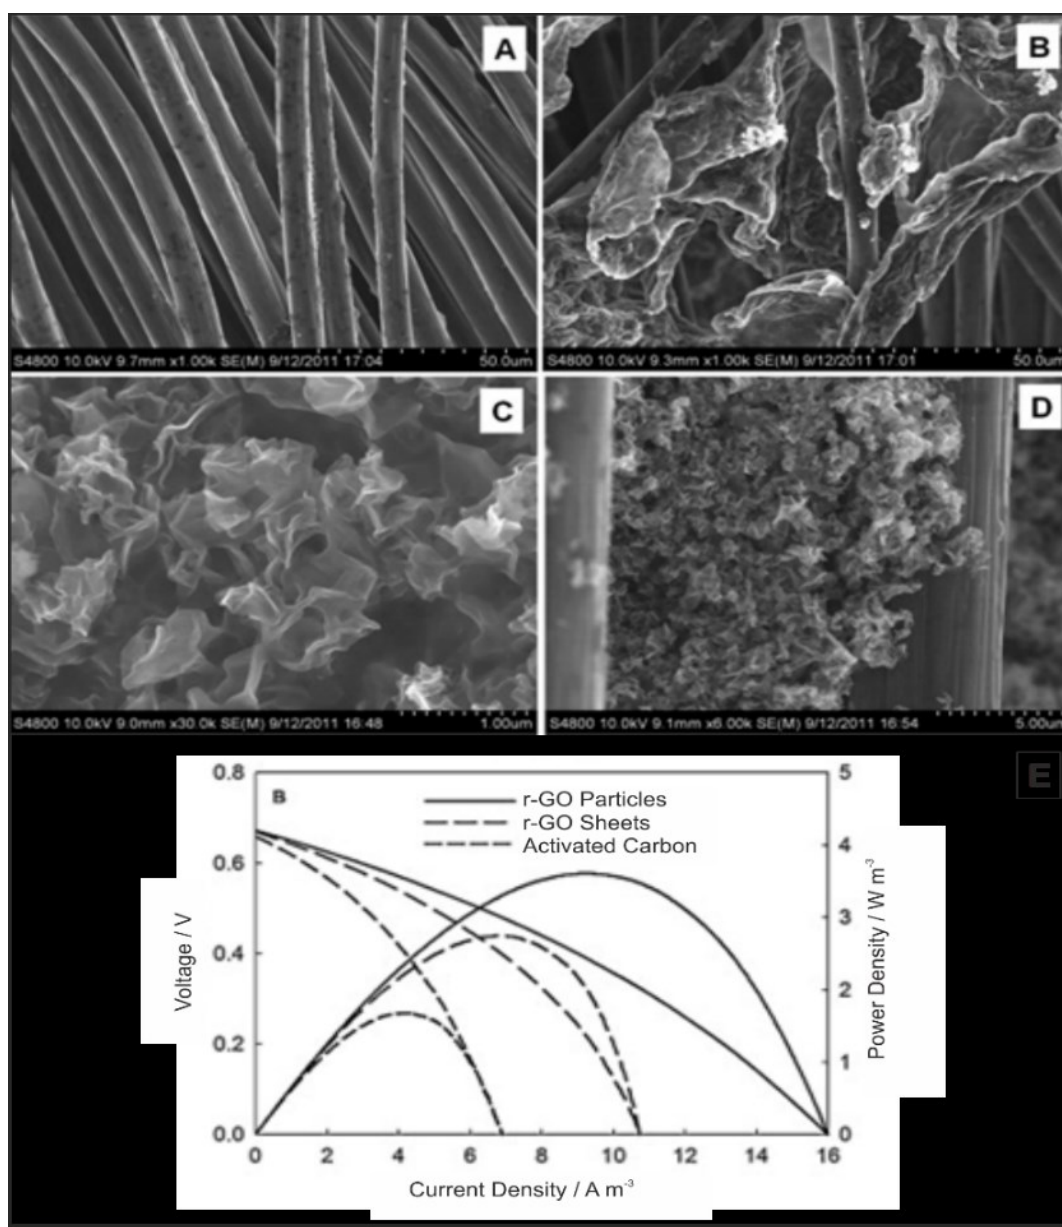 A
B
S4800 10.0kV 9.7mm x1.00k SE(M) 9/12/2011 17:04 50.0um
S4800 10.0kV 9.3mm x1.00k SE(M) 9/12/2011 17:01 50.0um
C
D
S4800 10.0kV 9.0mm x30.0k SE(M) 9/12/2011 16:48 1.00um
S4800 10.0kV 9.1mm x6.00k SE(M) 9/12/2011 16:54 5.00um
E
B
r-GO Particles
r-GO Sheets
Activated Carbon
0.8
0.6
0.4
0.2
0.0
Voltage / V
5
4
3
2
1
0
Power Density / W m⁻³
0 2 4 6 8 10 12 14 16
Current Density / A m⁻³